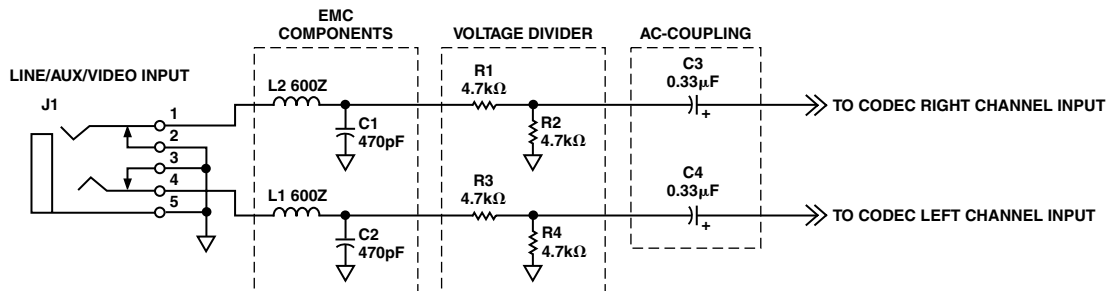 EMC
COMPONENTS
VOLTAGE DIVIDER
AC-COUPLING
LINE/AUX/VIDEO INPUT
J1
1
2
3
4
5
L2 600Z
C1
470pF
R1
4.7kΩ
R2
4.7kΩ
C3
0.33μF
+
TO CODEC RIGHT CHANNEL INPUT
L1 600Z
C2
470pF
R3
4.7kΩ
R4
4.7kΩ
C4
0.33μF
+
TO CODEC LEFT CHANNEL INPUT